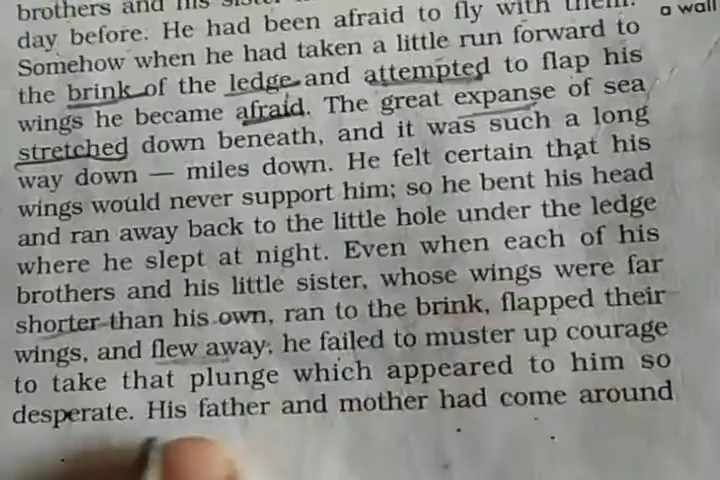 brothers and his sister
day before. He had been afraid to fly with them. a wall
Somehow when he had taken a little run forward to
the brink of the ledge and attempted to flap his
wings he became afraid. The great expanse of sea
stretched down beneath, and it was such a long
way down — miles down. He felt certain that his
wings would never support him; so he bent his head
and ran away back to the little hole under the ledge
where he slept at night. Even when each of his
brothers and his little sister, whose wings were far
shorter than his own, ran to the brink, flapped their
wings, and flew away, he failed to muster up courage
to take that plunge which appeared to him so
desperate. His father and mother had come around